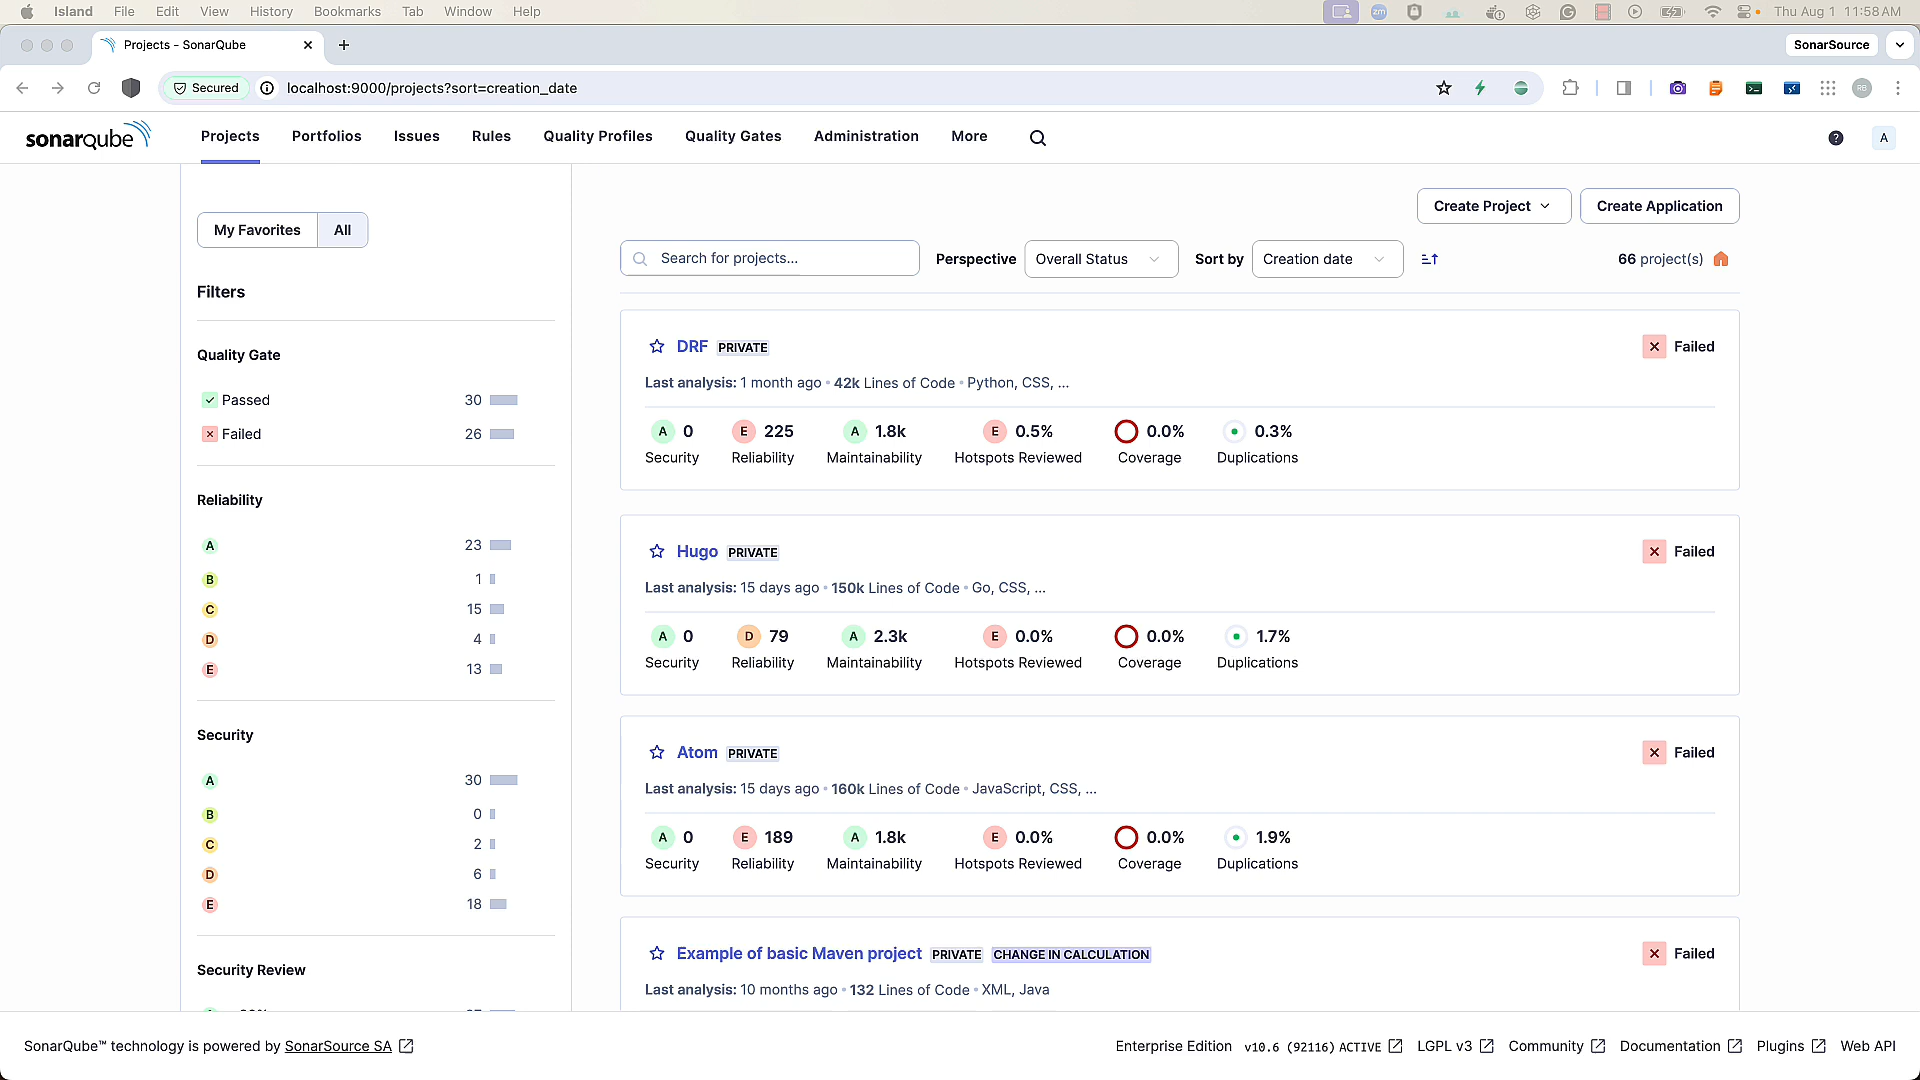 Island File Edit View History Bookmarks Tab Window Help zm Thu Aug 1 11:58 AM
Projects - SonarQube SonarSource
Secured localhost:9000/projects?sort=creation_date RB
sonarqube Projects Portfolios Issues Rules Quality Profiles Quality Gates Administration More ? A
Create Project Create Application
My Favorites All
Search for projects... Perspective Overall Status Sort by Creation date 66 project(s)
Filters
Quality Gate
Passed 30
Failed 26
Reliability
A 23
B 1
C 15
D 4
E 13
Security
A 30
B 0
C 2
D 6
E 18
Security Review
DRF PRIVATE Failed
Last analysis: 1 month ago • 42k Lines of Code • Python, CSS, ...
A 0 E 225 A 1.8k E 0.5% 0.0% 0.3%
Security Reliability Maintainability Hotspots Reviewed Coverage Duplications
Hugo PRIVATE Failed
Last analysis: 15 days ago • 150k Lines of Code • Go, CSS, ...
A 0 D 79 A 2.3k E 0.0% 0.0% 1.7%
Security Reliability Maintainability Hotspots Reviewed Coverage Duplications
Atom PRIVATE Failed
Last analysis: 15 days ago • 160k Lines of Code • JavaScript, CSS, ...
A 0 E 189 A 1.8k E 0.0% 0.0% 1.9%
Security Reliability Maintainability Hotspots Reviewed Coverage Duplications
Example of basic Maven project PRIVATE CHANGE IN CALCULATION Failed
Last analysis: 10 months ago • 132 Lines of Code • XML, Java
SonarQube™ technology is powered by SonarSource SA Enterprise Edition v10.6 (92116) ACTIVE LGPL v3 Community Documentation Plugins Web API